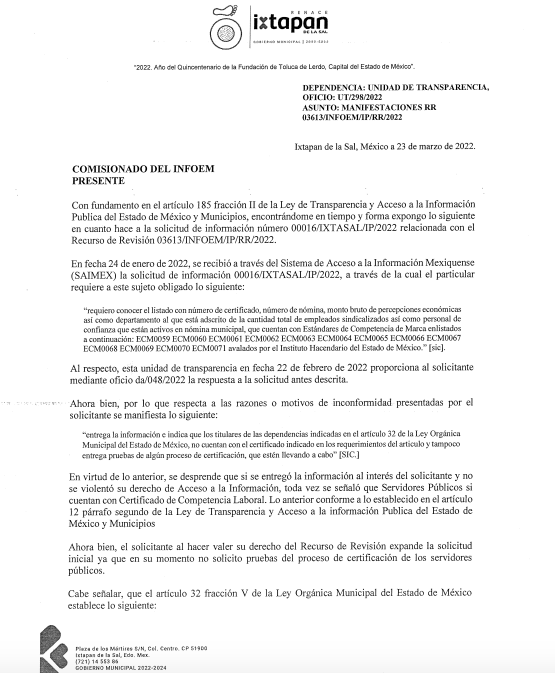 RENACE
ixtapan
DE LA SAL
GOBIERNO MUNICIPAL | 2022-2024
"2022. Año del Quincentenario de la Fundación de Toluca de Lerdo, Capital del Estado de México".
DEPENDENCIA: UNIDAD DE TRANSPARENCIA,
OFICIO: UT/298/2022
ASUNTO: MANIFESTACIONES RR
03613/INFOEM/IP/RR/2022
Ixtapan de la Sal, México a 23 de marzo de 2022.
COMISIONADO DEL INFOEM
PRESENTE
Con fundamento en el artículo 185 fracción II de la Ley de Transparencia y Acceso a la Información
Publica del Estado de México y Municipios, encontrándome en tiempo y forma expongo lo siguiente
en cuanto hace a la solicitud de información número 00016/IXTASAL/IP/2022 relacionada con el
Recurso de Revisión 03613/INFOEM/IP/RR/2022.
En fecha 24 de enero de 2022, se recibió a través del Sistema de Acceso a la Información Mexiquense
(SAIMEX) la solicitud de información 00016/IXTASAL/IP/2022, a través de la cual el particular
requiere a este sujeto obligado lo siguiente:
"requiero conocer el listado con número de certificado, número de nómina, monto bruto de percepciones económicas
así como departamento al que está adscrito de la cantidad total de empleados sindicalizados así como personal de
confianza que están activos en nómina municipal, que cuentan con Estándares de Competencia de Marca enlistados
a continuación: ECM0059 ECM0060 ECM0061 ECM0062 ECM0063 ECM0064 ECM0065 ECM0066 ECM0067
ECM0068 ECM0069 ECM0070 ECM0071 avalados por el Instituto Hacendario del Estado de México." [sic].
Al respecto, esta unidad de transparencia en fecha 22 de febrero de 2022 proporciona al solicitante
mediante oficio da/048/2022 la respuesta a la solicitud antes descrita.
Ahora bien, por lo que respecta a las razones o motivos de inconformidad presentadas por el
solicitante se manifiesta lo siguiente:
"entrega la información e indica que los titulares de las dependencias indicadas en el artículo 32 de la Ley Orgánica
Municipal del Estado de México, no cuentan con el certificado indicado en los requerimientos del artículo y tampoco
entrega pruebas de algún proceso de certificación, que estén llevando a cabo" [SIC.]
En virtud de lo anterior, se desprende que si se entregó la información al interés del solicitante y no
se violentó su derecho de Acceso a la Información, toda vez se señaló que Servidores Públicos si
cuentan con Certificado de Competencia Laboral. Lo anterior conforme a lo establecido en el artículo
12 párrafo segundo de la Ley de Transparencia y Acceso a la información Publica del Estado de
México y Municipios
Ahora bien, el solicitante al hacer valer su derecho del Recurso de Revisión expande la solicitud
inicial ya que en su momento no solicito pruebas del proceso de certificación de los servidores
públicos.
Cabe señalar, que el artículo 32 fracción V de la Ley Orgánica Municipal del Estado de México
establece lo siguiente:
Plaza de los Mártires S/N, Col. Centro. CP 51900
Ixtapan de la Sal, Edo. Mex.
(721) 14 553 86
GOBIERNO MUNICIPAL 2022-2024